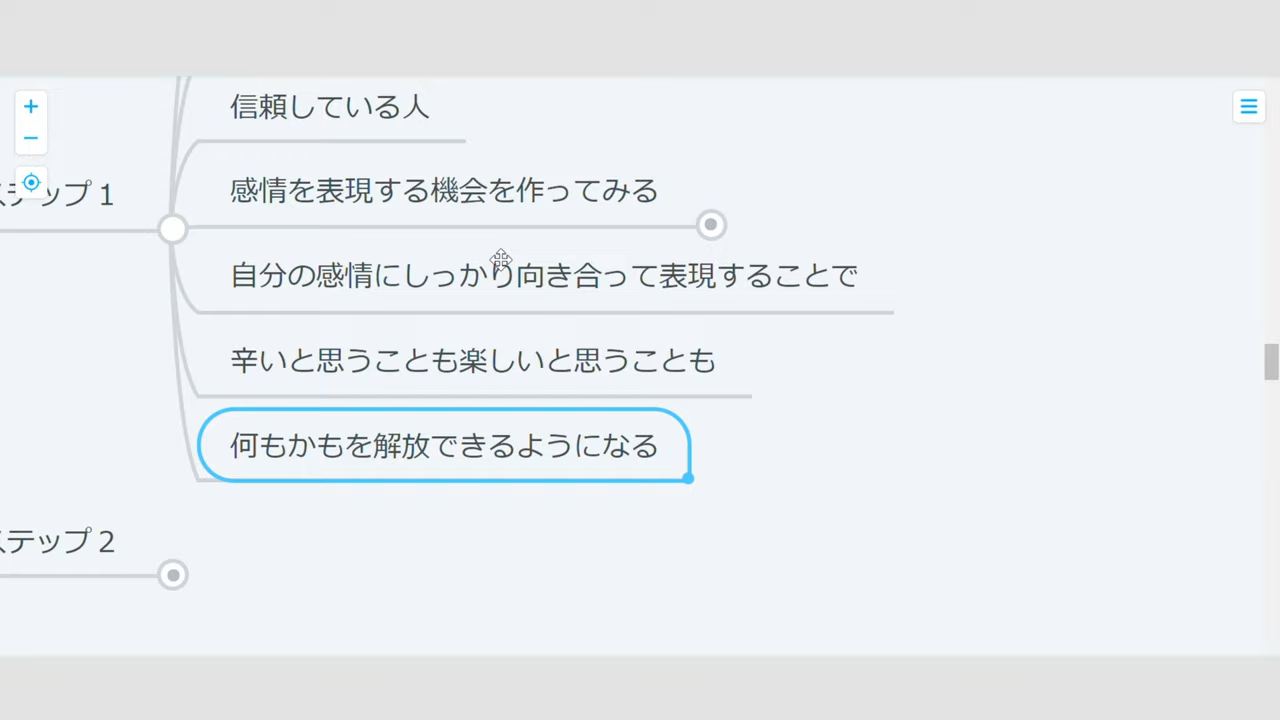 信頼している人
ステップ 1
感情を表現する機会を作ってみる
自分の感情にしっかり向き合って表現することで
辛いと思うことも楽しいと思うことも
何もかもを解放できるようになる
ステップ 2